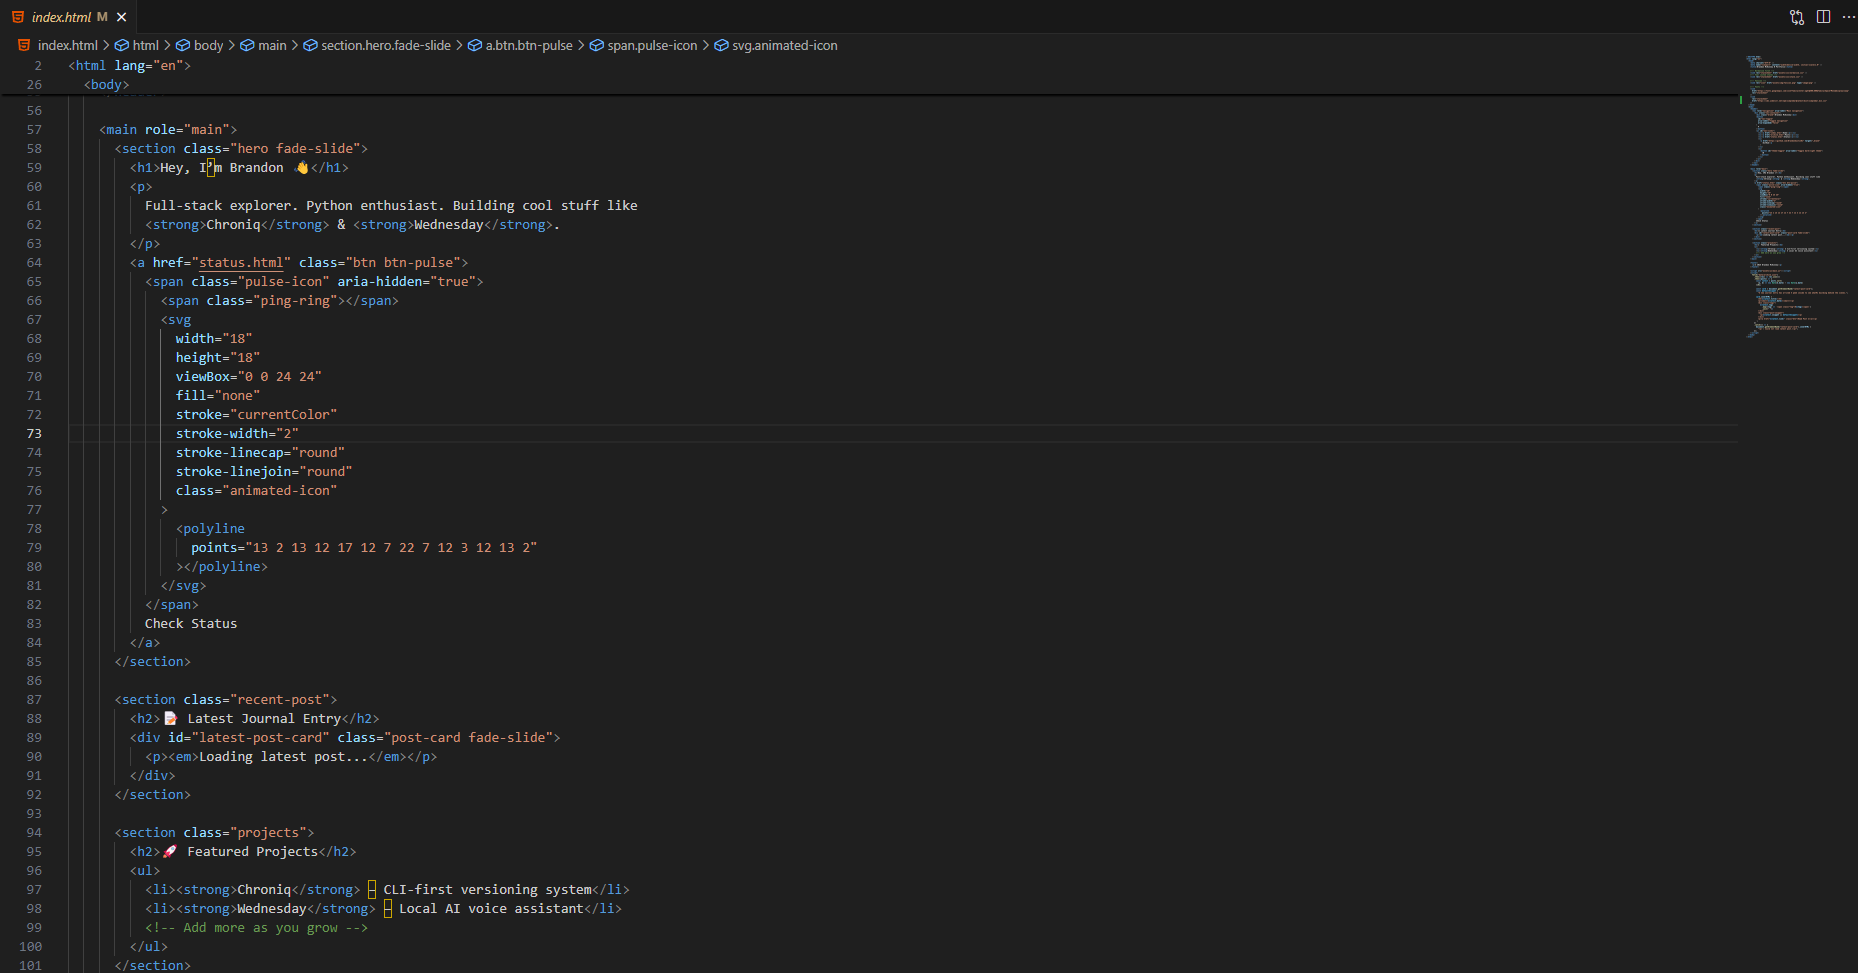 index.html M
index.html > html > body > main > section.hero.fade-slide > a.btn.btn-pulse > span.pulse-icon > svg.animated-icon
2 <html lang="en">
26 <body>
56
57 <main role="main">
58 <section class="hero fade-slide">
59 <h1>Hey, I’m Brandon 👋</h1>
60 <p>
61 Full-stack explorer. Python enthusiast. Building cool stuff like
62 <strong>Chroniq</strong> & <strong>Wednesday</strong>.
63 </p>
64 <a href="status.html" class="btn btn-pulse">
65 <span class="pulse-icon" aria-hidden="true">
66 <span class="ping-ring"></span>
67 <svg
68 width="18"
69 height="18"
70 viewBox="0 0 24 24"
71 fill="none"
72 stroke="currentColor"
73 stroke-width="2"
74 stroke-linecap="round"
75 stroke-linejoin="round"
76 class="animated-icon"
77 >
78 <polyline
79 points="13 2 13 12 17 12 7 22 7 12 3 12 13 2"
80 ></polyline>
81 </svg>
82 </span>
83 Check Status
84 </a>
85 </section>
86
87 <section class="recent-post">
88 <h2>📝 Latest Journal Entry</h2>
89 <div id="latest-post-card" class="post-card fade-slide">
90 <p><em>Loading latest post...</em></p>
91 </div>
92 </section>
93
94 <section class="projects">
95 <h2>🚀 Featured Projects</h2>
96 <ul>
97 <li><strong>Chroniq</strong> – CLI-first versioning system</li>
98 <li><strong>Wednesday</strong> – Local AI voice assistant</li>
99 <!-- Add more as you grow -->
100 </ul>
101 </section>